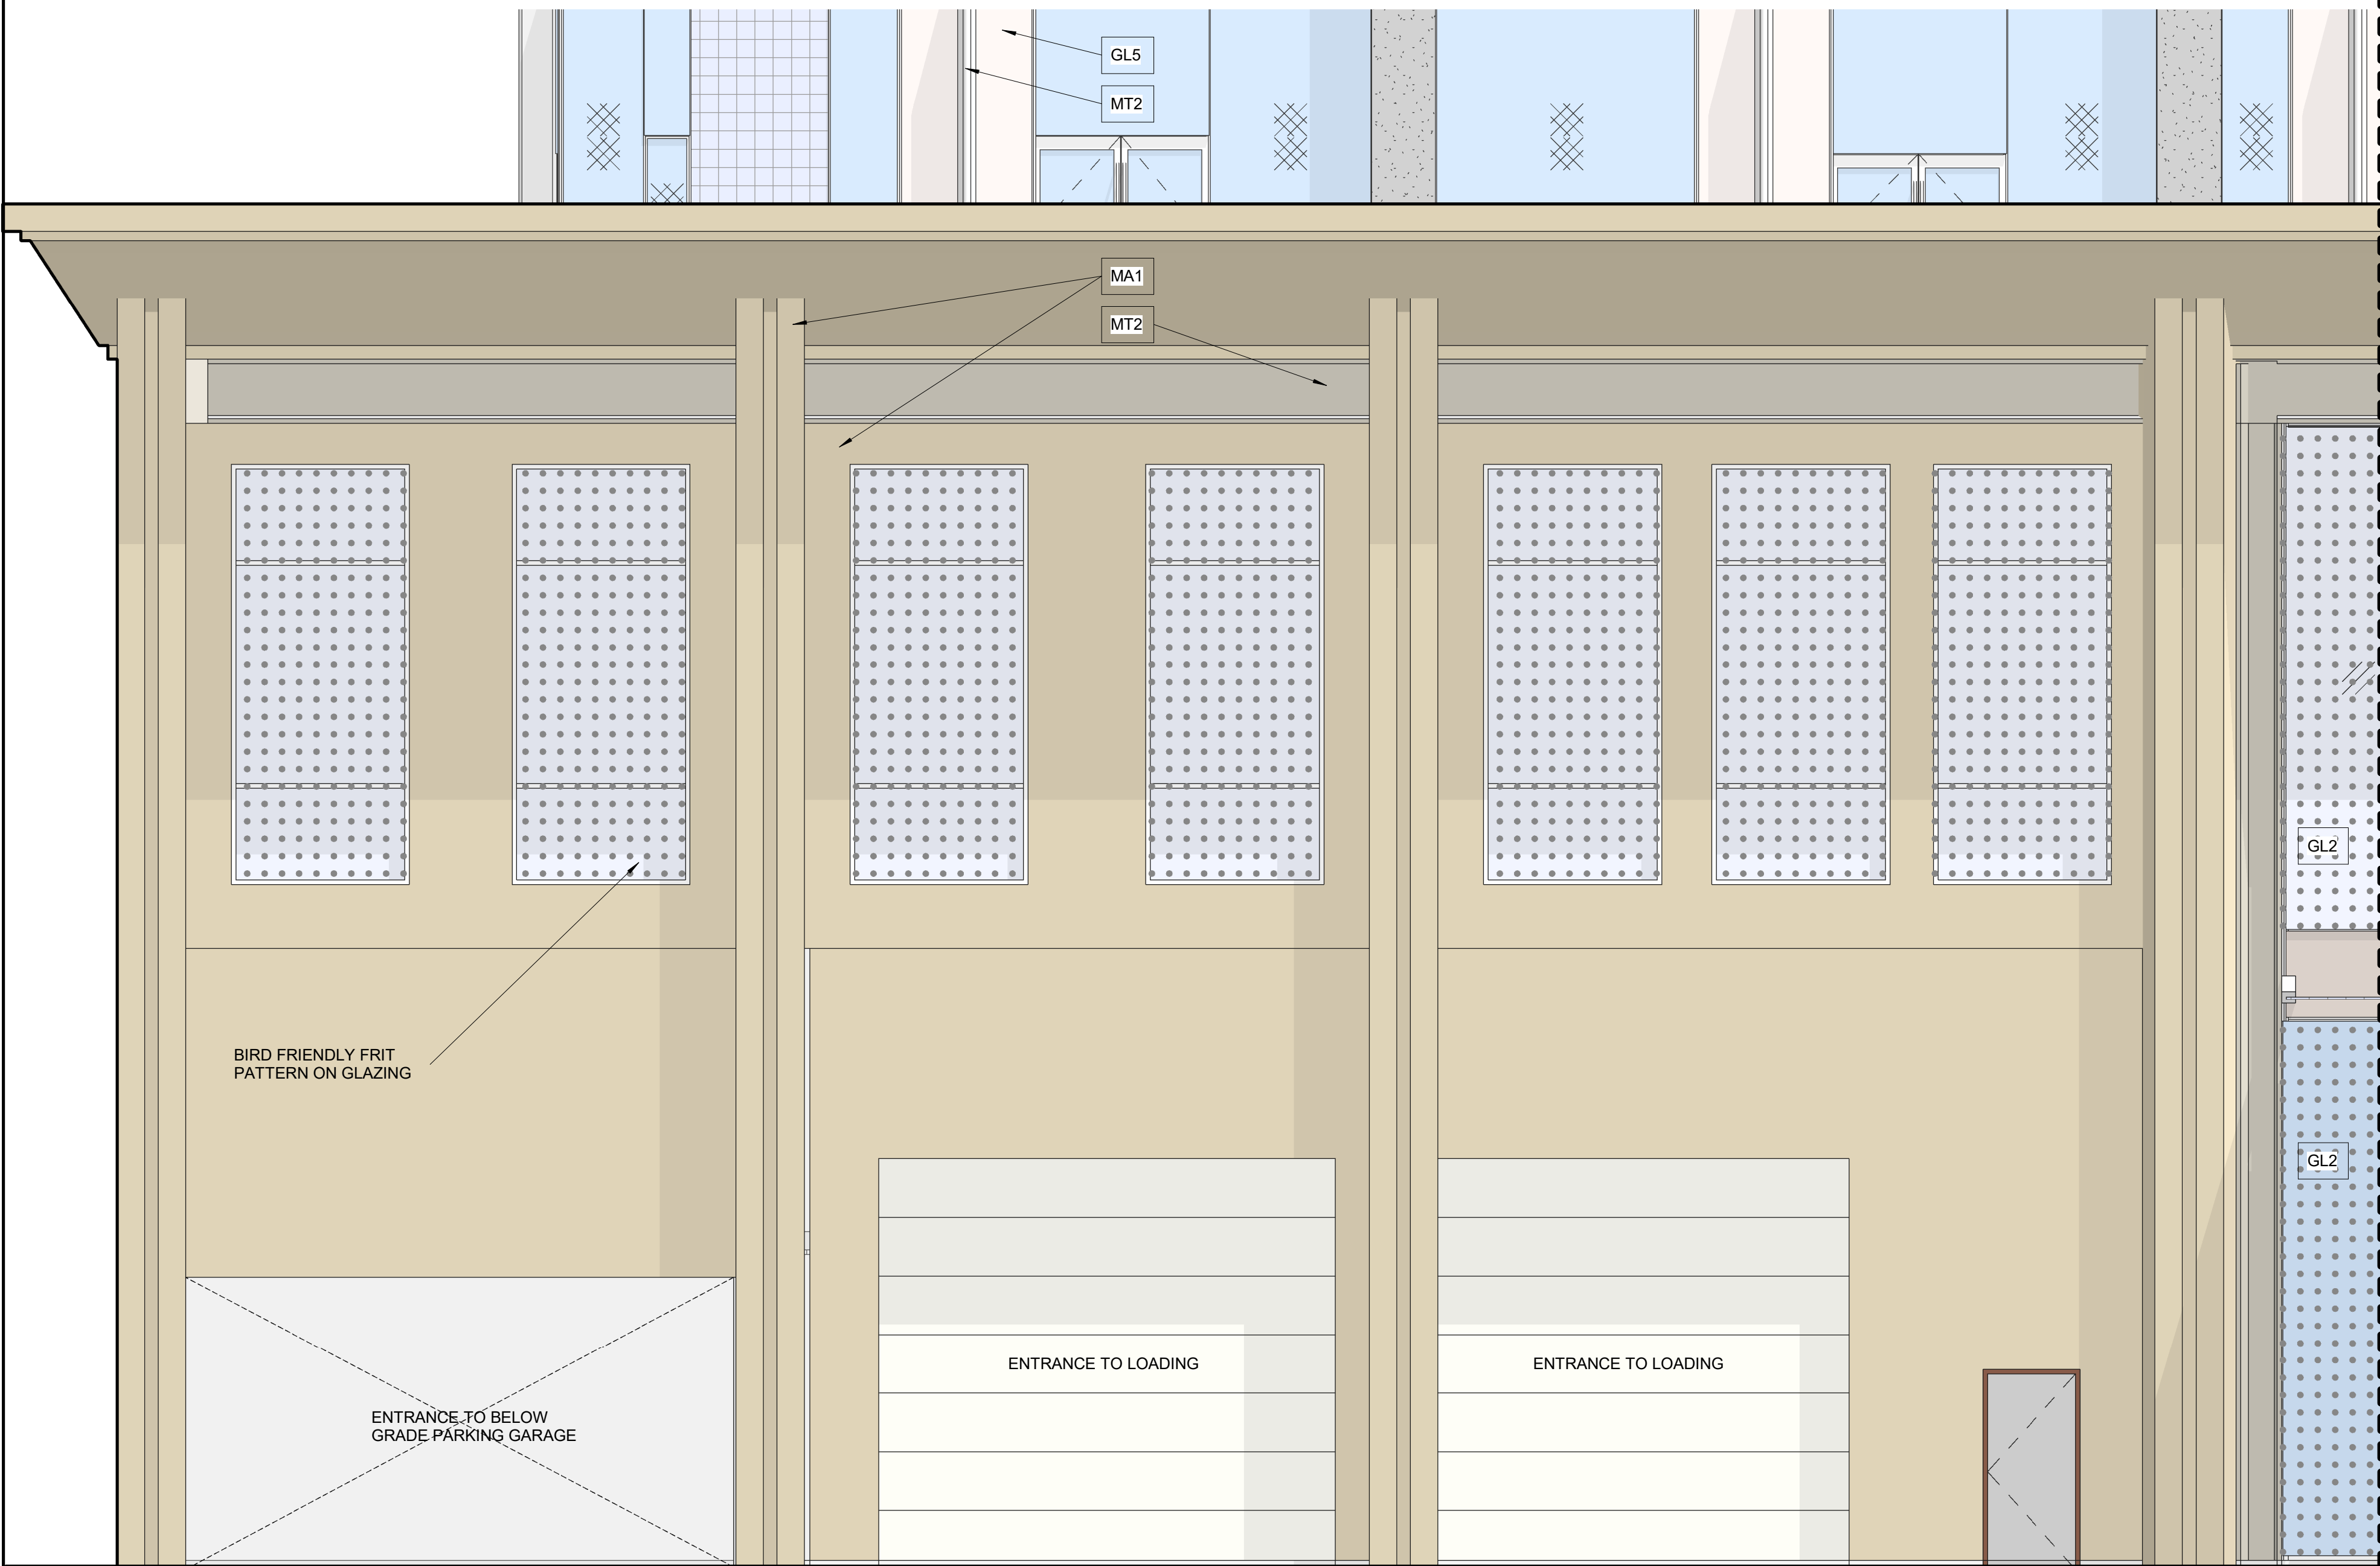 GL5
MT2
MA1
MT2
GL2
BIRD FRIENDLY FRIT
PATTERN ON GLAZING
GL2
ENTRANCE TO LOADING
ENTRANCE TO LOADING
ENTRANCE TO BELOW
GRADE PARKING GARAGE